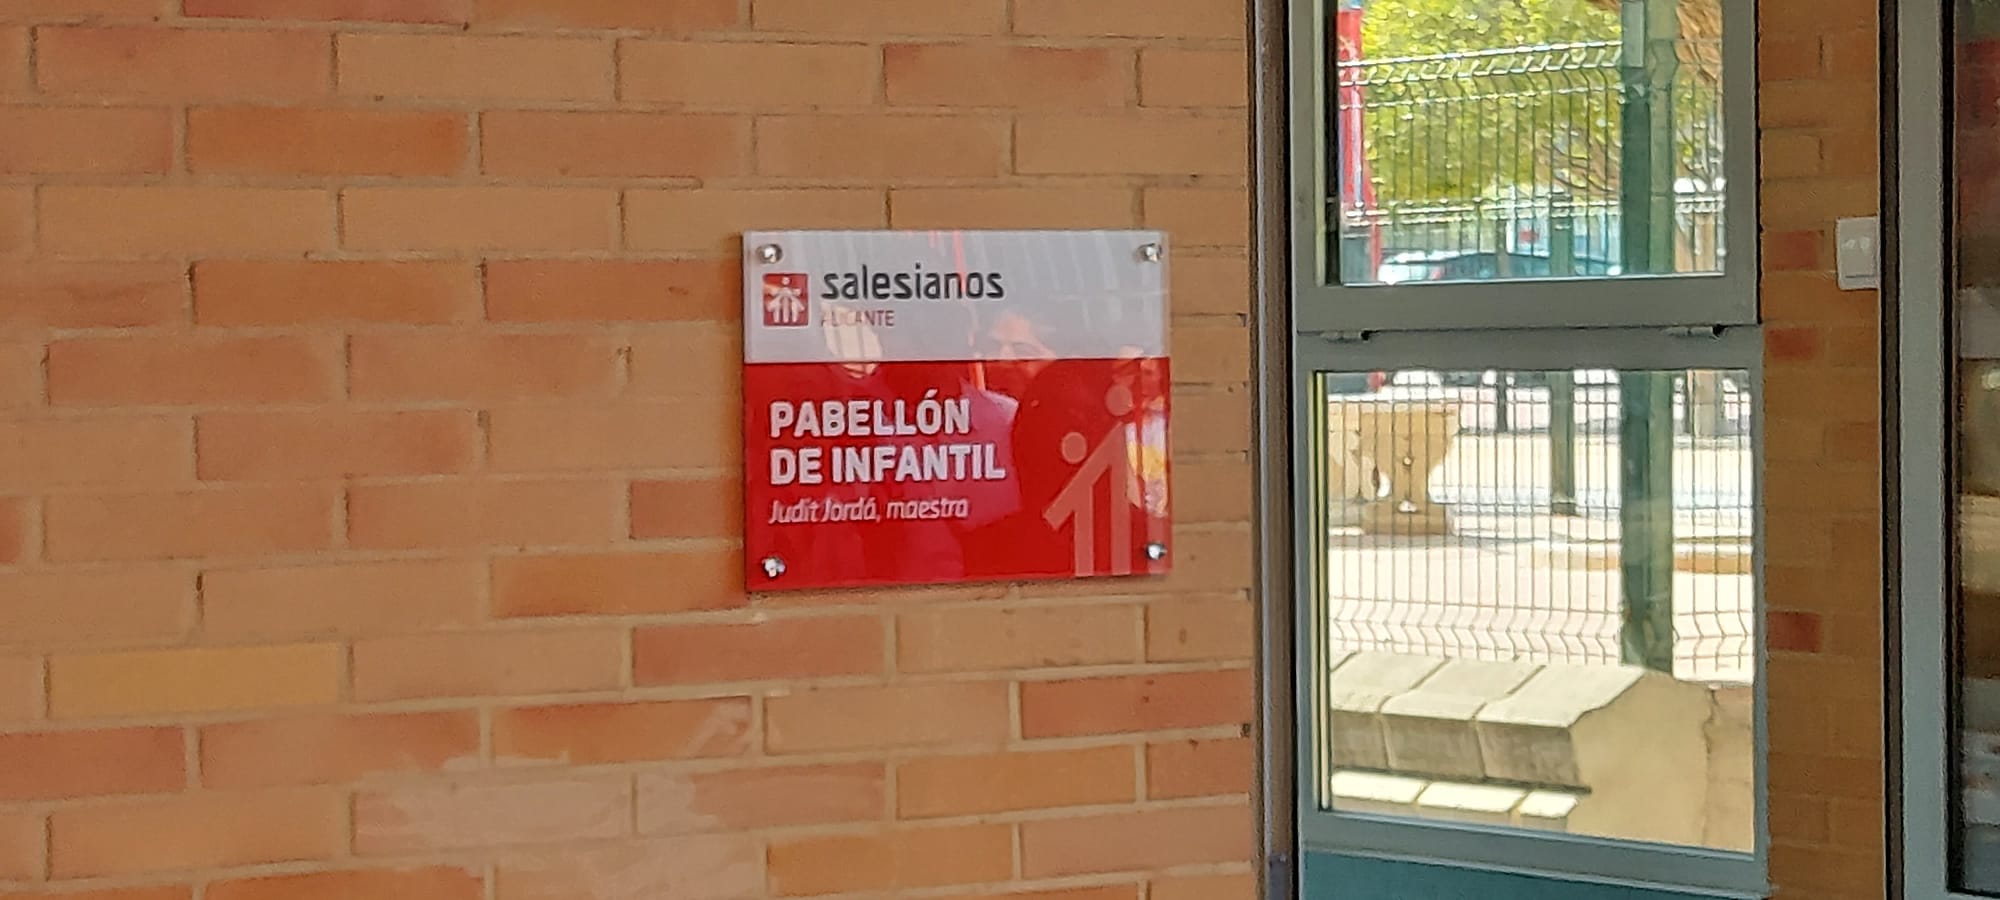 salesianos
ALICANTE
PABELLÓN
DE INFANTIL
Judit Jordá, maestra